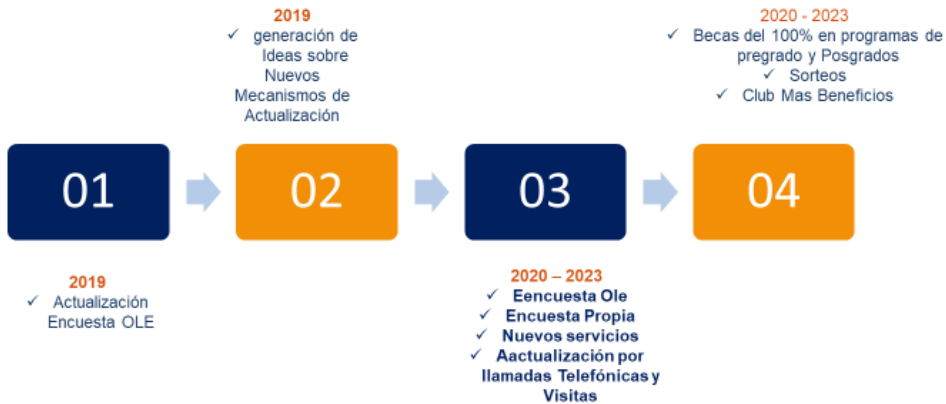 2019
✓ generación de
Ideas sobre
Nuevos
Mecanismos de
Actualización
2020 - 2023
✓ Becas del 100% en programas de
pregrado y Posgrados
✓ Sorteos
✓ Club Mas Beneficios
01
02
03
04
2019
✓ Actualización
Encuesta OLE
2020 – 2023
✓ Eencuesta Ole
✓ Encuesta Propia
✓ Nuevos servicios
✓ Aactualización por
llamadas Telefónicas y
Visitas